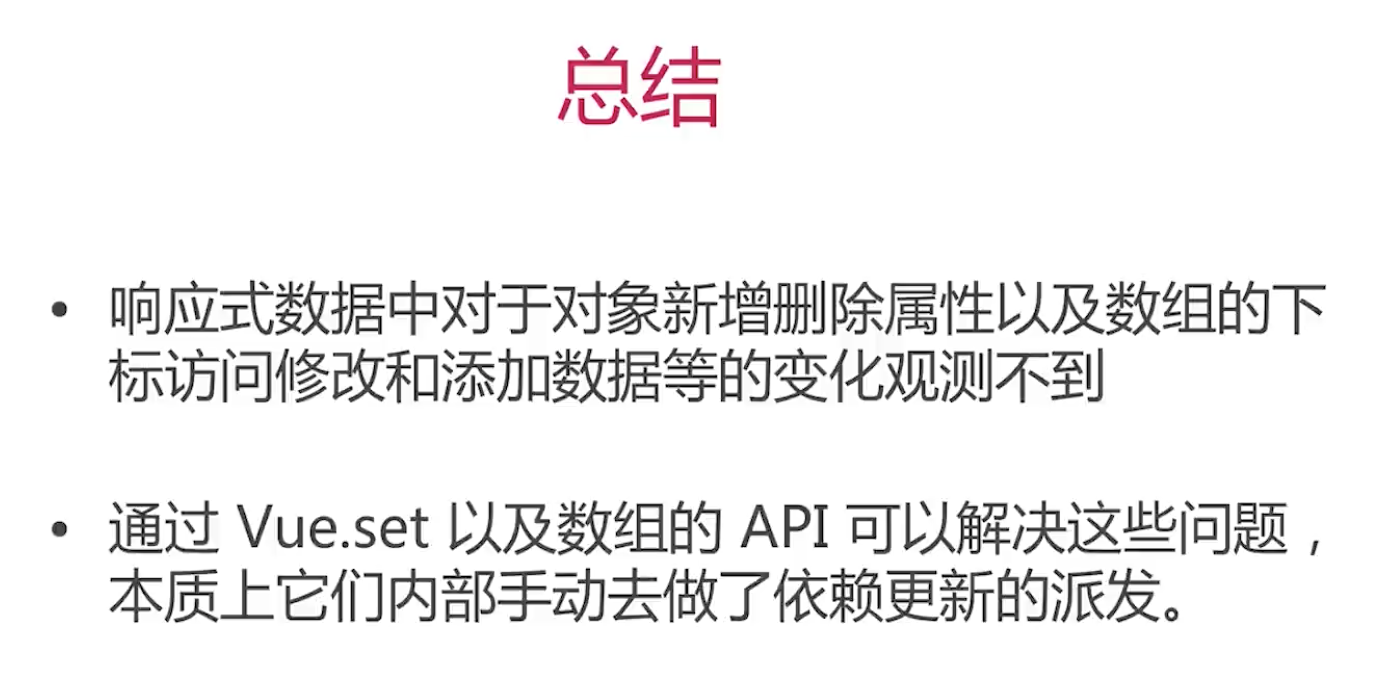 总结
• 响应式数据中对于对象新增删除属性以及数组的下
标访问修改和添加数据等的变化观测不到
• 通过 Vue.set 以及数组的 API 可以解决这些问题，
本质上它们内部手动去做了依赖更新的派发。